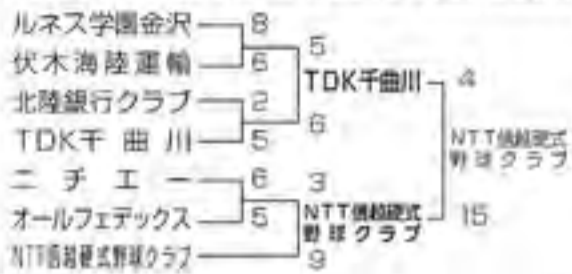 ルネス学園金沢 8
伏木海陸運輸 6
5
TDK千曲川 4
北陸銀行クラブ 2
TDK千曲川 5
6
NTT信越硬式
野球クラブ
ニチエー 6
3
オールフェデックス 5
NTT信越硬式
野球クラブ 15
NTT信越硬式野球クラブ
9